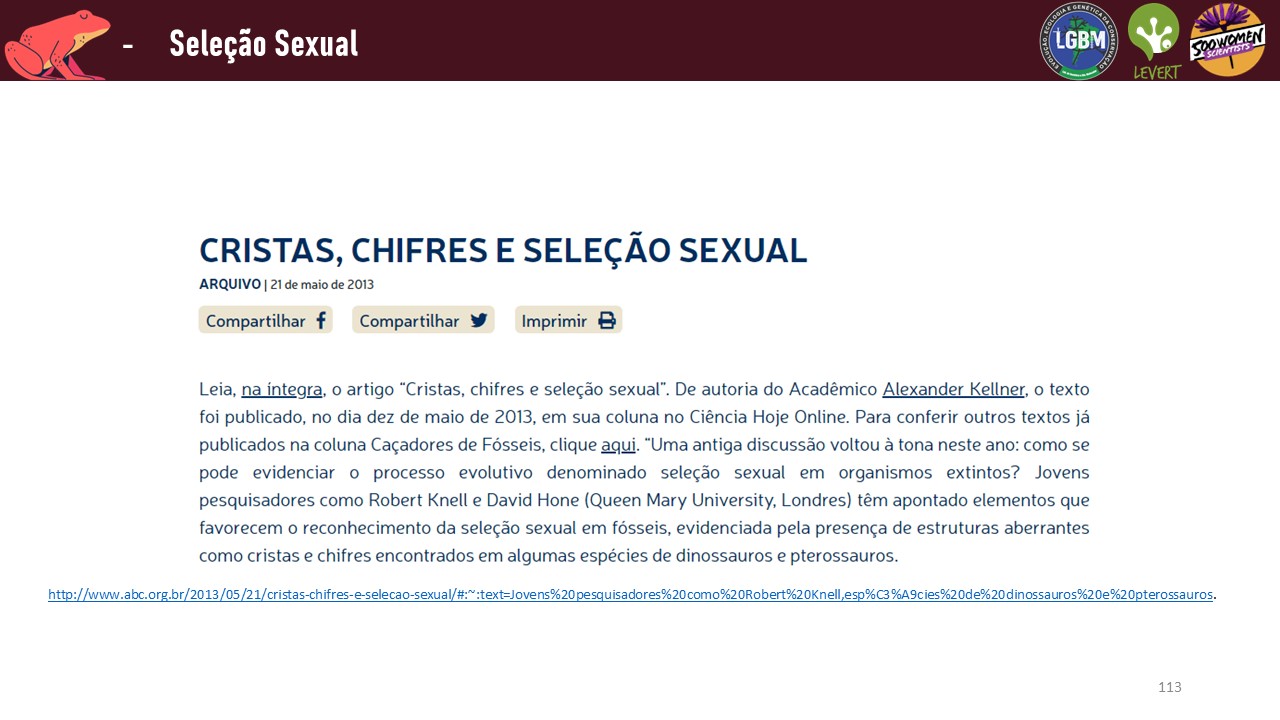 - Seleção Sexual
LGBM
LEVERT
500 WOMEN
SCIENTISTS
CRISTAS, CHIFRES E SELEÇÃO SEXUAL
ARQUIVO | 21 de maio de 2013
Compartilhar
Compartilhar
Imprimir
Leia, na íntegra, o artigo “Cristas, chifres e seleção sexual”. De autoria do Acadêmico Alexander Kellner, o texto
foi publicado, no dia dez de maio de 2013, em sua coluna no Ciência Hoje Online. Para conferir outros textos já
publicados na coluna Caçadores de Fósseis, clique aqui. “Uma antiga discussão voltou à tona neste ano: como se
pode evidenciar o processo evolutivo denominado seleção sexual em organismos extintos? Jovens
pesquisadores como Robert Knell e David Hone (Queen Mary University, Londres) têm apontado elementos que
favorecem o reconhecimento da seleção sexual em fósseis, evidenciada pela presença de estruturas aberrantes
como cristas e chifres encontrados em algumas espécies de dinossauros e pterossauros.
http://www.abc.org.br/2013/05/21/cristas-chifres-e-selecao-sexual/#:~:text=Jovens%20pesquisadores%20como%20Robert%20Knell,esp%C3%A9cies%20de%20dinossauros%20e%20pterossauros.
113